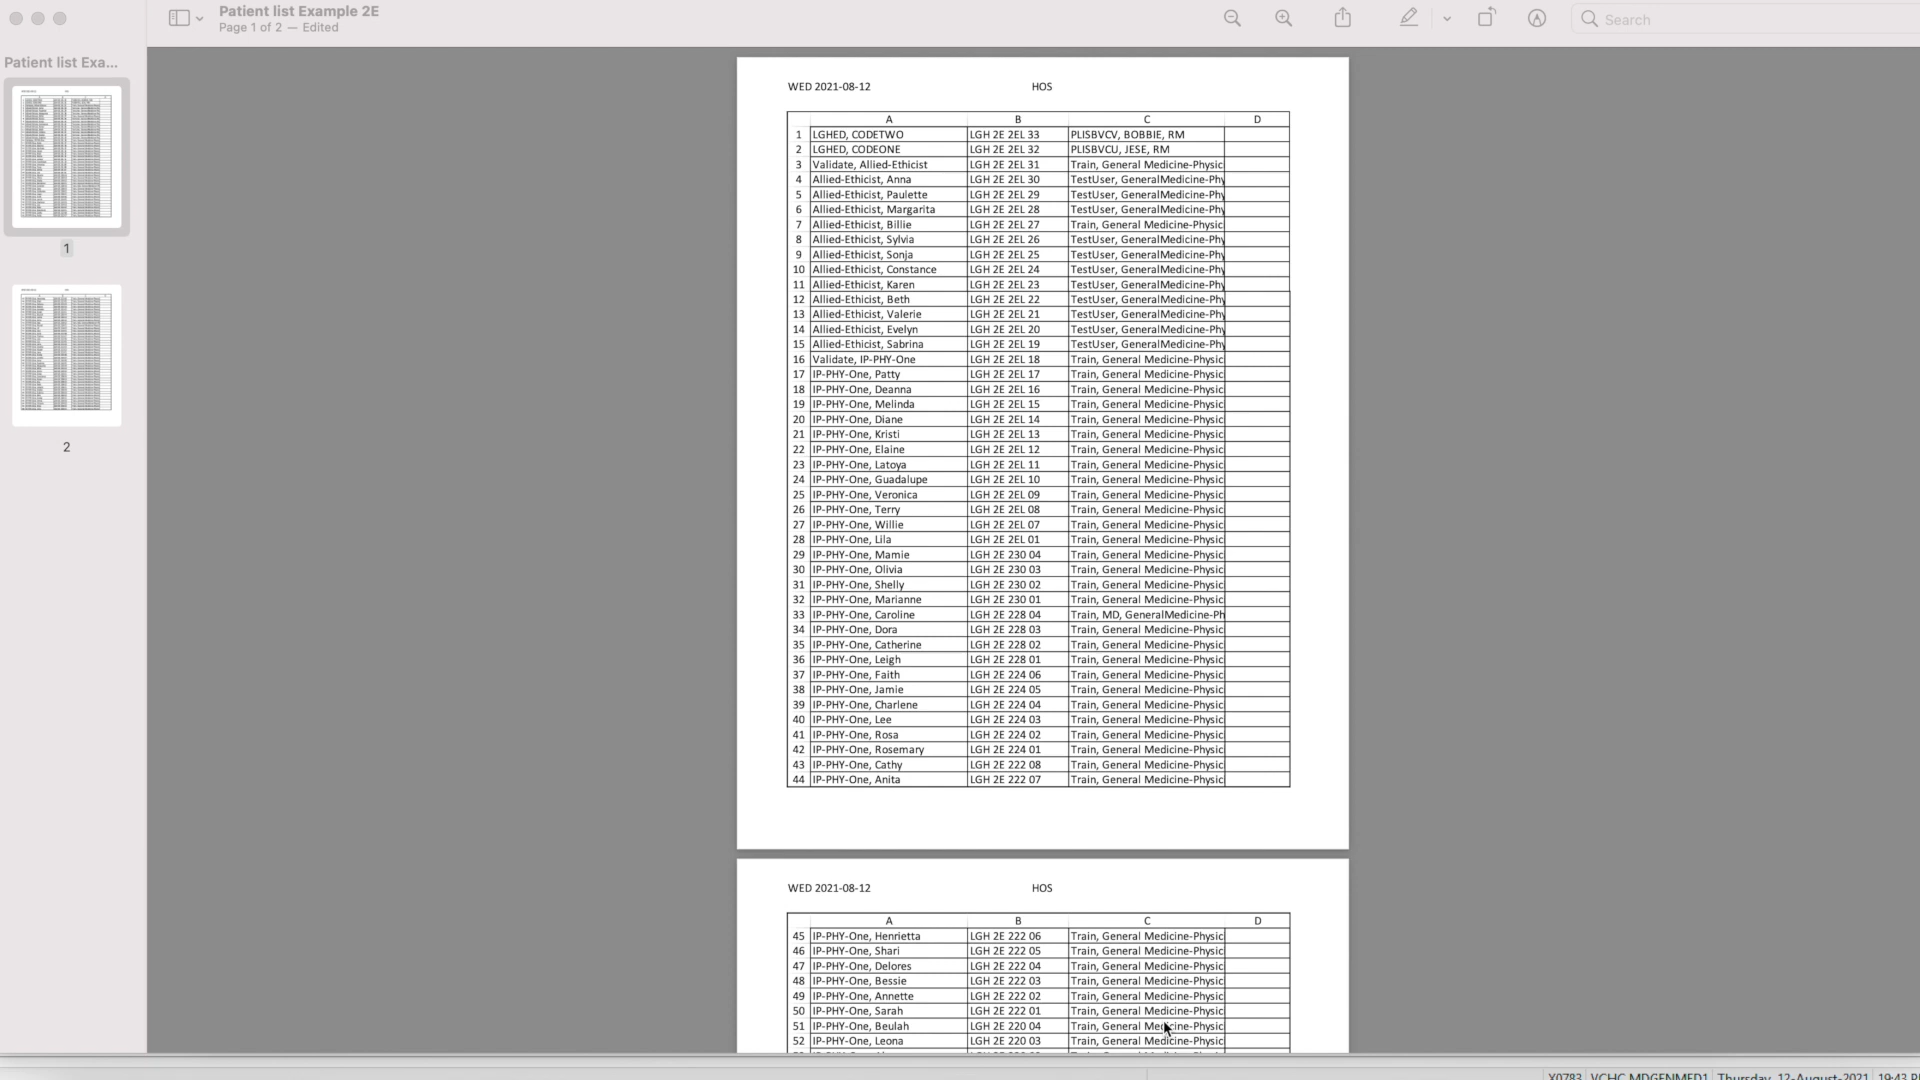 Patient list Example 2E
Page 1 of 2 — Edited
Search
Patient list Exa...
1
2
WED 2021-08-12 HOS
A B C D
1 LGHED, CODETWO LGH 2E 2EL 33 PLISBVCV, BOBBIE, RM
2 LGHED, CODEONE LGH 2E 2EL 32 PLISBVCU, JESE, RM
3 Validate, Allied-Ethicist LGH 2E 2EL 31 Train, General Medicine-Physic
4 Allied-Ethicist, Anna LGH 2E 2EL 30 TestUser, GeneralMedicine-Phy
5 Allied-Ethicist, Paulette LGH 2E 2EL 29 TestUser, GeneralMedicine-Phy
6 Allied-Ethicist, Margarita LGH 2E 2EL 28 TestUser, GeneralMedicine-Phy
7 Allied-Ethicist, Billie LGH 2E 2EL 27 Train, General Medicine-Physic
8 Allied-Ethicist, Sylvia LGH 2E 2EL 26 TestUser, GeneralMedicine-Phy
9 Allied-Ethicist, Sonja LGH 2E 2EL 25 TestUser, GeneralMedicine-Phy
10 Allied-Ethicist, Constance LGH 2E 2EL 24 TestUser, GeneralMedicine-Phy
11 Allied-Ethicist, Karen LGH 2E 2EL 23 TestUser, GeneralMedicine-Phy
12 Allied-Ethicist, Beth LGH 2E 2EL 22 TestUser, GeneralMedicine-Phy
13 Allied-Ethicist, Valerie LGH 2E 2EL 21 TestUser, GeneralMedicine-Phy
14 Allied-Ethicist, Evelyn LGH 2E 2EL 20 TestUser, GeneralMedicine-Phy
15 Allied-Ethicist, Sabrina LGH 2E 2EL 19 TestUser, GeneralMedicine-Phy
16 Validate, IP-PHY-One LGH 2E 2EL 18 Train, General Medicine-Physic
17 IP-PHY-One, Patty LGH 2E 2EL 17 Train, General Medicine-Physic
18 IP-PHY-One, Deanna LGH 2E 2EL 16 Train, General Medicine-Physic
19 IP-PHY-One, Melinda LGH 2E 2EL 15 Train, General Medicine-Physic
20 IP-PHY-One, Diane LGH 2E 2EL 14 Train, General Medicine-Physic
21 IP-PHY-One, Kristi LGH 2E 2EL 13 Train, General Medicine-Physic
22 IP-PHY-One, Elaine LGH 2E 2EL 12 Train, General Medicine-Physic
23 IP-PHY-One, Latoya LGH 2E 2EL 11 Train, General Medicine-Physic
24 IP-PHY-One, Guadalupe LGH 2E 2EL 10 Train, General Medicine-Physic
25 IP-PHY-One, Veronica LGH 2E 2EL 09 Train, General Medicine-Physic
26 IP-PHY-One, Terry LGH 2E 2EL 08 Train, General Medicine-Physic
27 IP-PHY-One, Willie LGH 2E 2EL 07 Train, General Medicine-Physic
28 IP-PHY-One, Lila LGH 2E 2EL 01 Train, General Medicine-Physic
29 IP-PHY-One, Mamie LGH 2E 230 04 Train, General Medicine-Physic
30 IP-PHY-One, Olivia LGH 2E 230 03 Train, General Medicine-Physic
31 IP-PHY-One, Shelly LGH 2E 230 02 Train, General Medicine-Physic
32 IP-PHY-One, Marianne LGH 2E 230 01 Train, General Medicine-Physic
33 IP-PHY-One, Caroline LGH 2E 228 04 Train, MD, GeneralMedicine-Ph
34 IP-PHY-One, Dora LGH 2E 228 03 Train, General Medicine-Physic
35 IP-PHY-One, Catherine LGH 2E 228 02 Train, General Medicine-Physic
36 IP-PHY-One, Leigh LGH 2E 228 01 Train, General Medicine-Physic
37 IP-PHY-One, Faith LGH 2E 224 06 Train, General Medicine-Physic
38 IP-PHY-One, Jamie LGH 2E 224 05 Train, General Medicine-Physic
39 IP-PHY-One, Charlene LGH 2E 224 04 Train, General Medicine-Physic
40 IP-PHY-One, Lee LGH 2E 224 03 Train, General Medicine-Physic
41 IP-PHY-One, Rosa LGH 2E 224 02 Train, General Medicine-Physic
42 IP-PHY-One, Rosemary LGH 2E 224 01 Train, General Medicine-Physic
43 IP-PHY-One, Cathy LGH 2E 222 08 Train, General Medicine-Physic
44 IP-PHY-One, Anita LGH 2E 222 07 Train, General Medicine-Physic
WED 2021-08-12 HOS
A B C D
45 IP-PHY-One, Henrietta LGH 2E 222 06 Train, General Medicine-Physic
46 IP-PHY-One, Shari LGH 2E 222 05 Train, General Medicine-Physic
47 IP-PHY-One, Delores LGH 2E 222 04 Train, General Medicine-Physic
48 IP-PHY-One, Bessie LGH 2E 222 03 Train, General Medicine-Physic
49 IP-PHY-One, Annette LGH 2E 222 02 Train, General Medicine-Physic
50 IP-PHY-One, Sarah LGH 2E 222 01 Train, General Medicine-Physic
51 IP-PHY-One, Beulah LGH 2E 220 04 Train, General Medicine-Physic
52 IP-PHY-One, Leona LGH 2E 220 03 Train, General Medicine-Physic
X0783 VCHC.MDGENMED1 Thursday, 12-August-2021 19:43